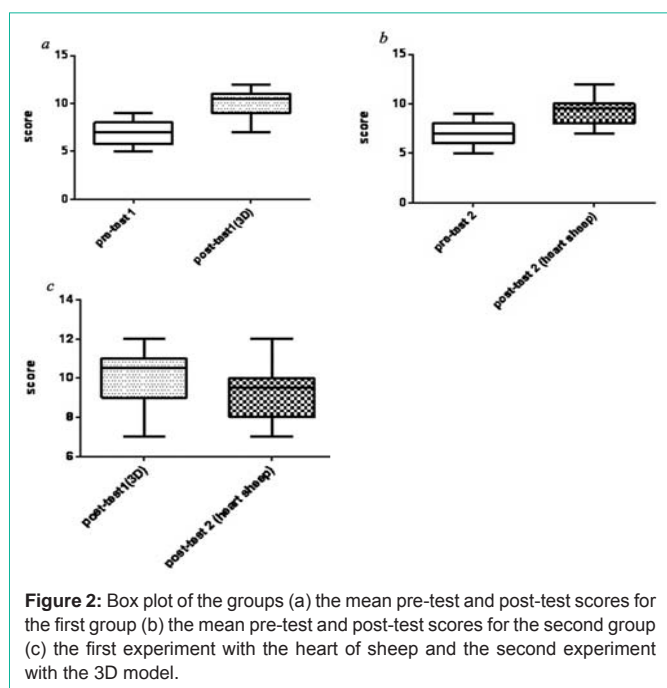 a
15
10
5
0
score
pre-test 1
post-test1(3D)
b
15
10
5
0
score
pre-test 2
post-test 2 (heart sheep)
c
14
12
10
8
6
score
post-test1(3D)
post-test 2 (heart sheep)
Figure 2: Box plot of the groups (a) the mean pre-test and post-test scores for
the first group (b) the mean pre-test and post-test scores for the second group
(c) the first experiment with the heart of sheep and the second experiment
with the 3D model.